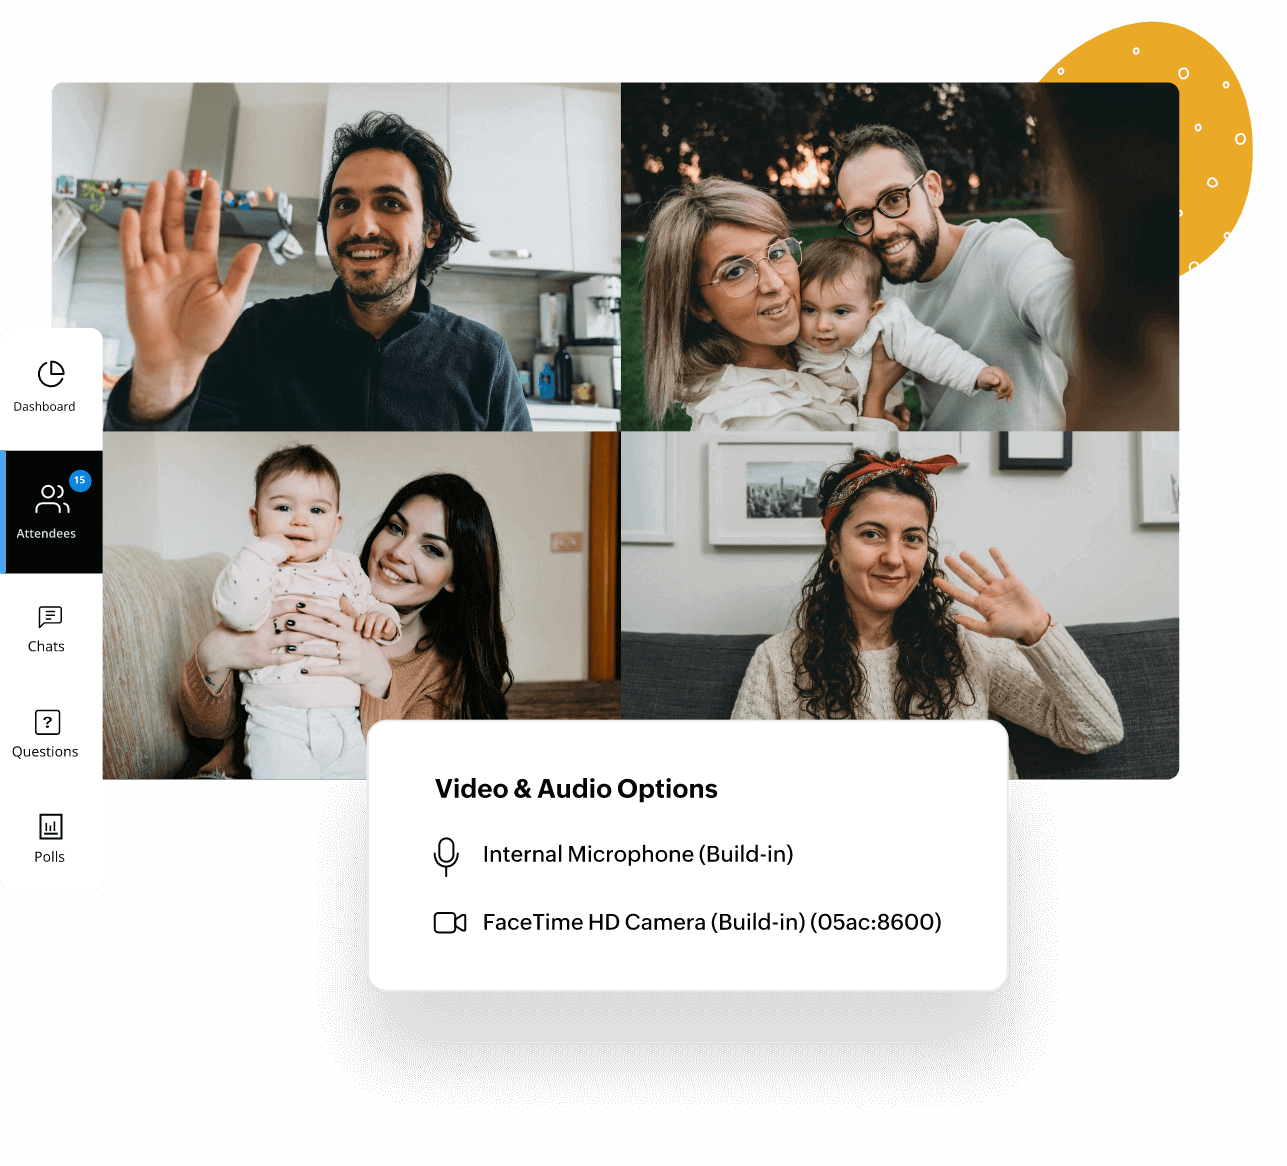 Dashboard
15
Attendees
Chats
?
Questions
Polls
Video & Audio Options
Internal Microphone (Build-in)
FaceTime HD Camera (Build-in) (05ac:8600)